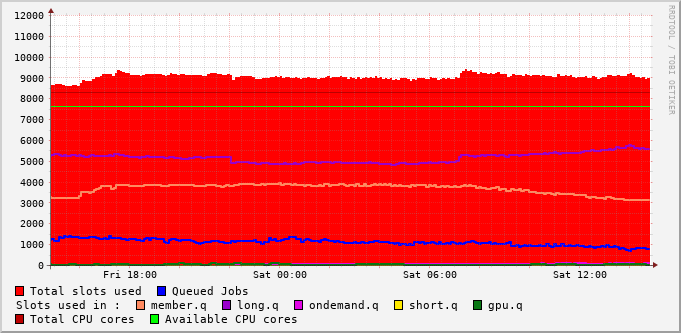 12000
11000
10000
9000
8000
7000
6000
5000
4000
3000
2000
1000
0
Fri 18:00 Sat 00:00 Sat 06:00 Sat 12:00
Total slots used Queued Jobs
Slots used in : member.q long.q ondemand.q short.q gpu.q
Total CPU cores Available CPU cores
RRDTOOL / TOBI OETIKER